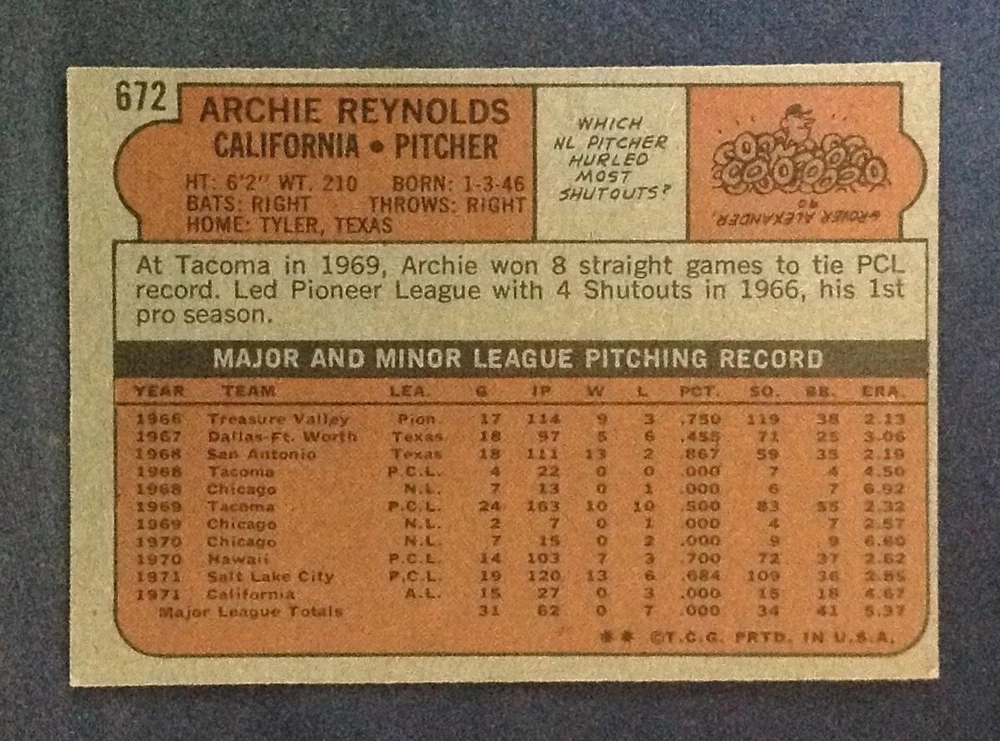 672
ARCHIE REYNOLDS
CALIFORNIA • PITCHER
HT: 6'2" WT. 210 BORN: 1-3-46
BATS: RIGHT THROWS: RIGHT
HOME: TYLER, TEXAS
WHICH
NL PITCHER
HURLED
MOST
SHUTOUTS?
GROVER ALEXANDER,
90
At Tacoma in 1969, Archie won 8 straight games to tie PCL
record. Led Pioneer League with 4 Shutouts in 1966, his 1st
pro season.
MAJOR AND MINOR LEAGUE PITCHING RECORD
YEAR TEAM LEA. G IP W L PCT. SO. BB. ERA.
1966 Treasure Valley Pion. 17 114 9 3 .750 119 38 2.13
1967 Dallas-Ft. Worth Texas 18 97 5 6 .455 71 25 3.06
1968 San Antonio Texas 18 111 13 2 .867 59 35 2.19
1968 Tacoma P.C.L. 4 22 0 0 .000 7 4 4.50
1968 Chicago N.L. 7 13 0 1 .000 6 7 6.92
1969 Tacoma P.C.L. 24 163 10 10 .500 83 55 2.32
1969 Chicago N.L. 2 7 0 1 .000 4 7 2.57
1970 Chicago N.L. 7 15 0 2 .000 9 9 6.60
1970 Hawaii P.C.L. 14 103 7 3 .700 72 37 2.62
1971 Salt Lake City P.C.L. 19 120 13 6 .684 109 36 2.85
1971 California A.L. 15 27 0 3 .000 15 18 4.67
Major League Totals 31 62 0 7 .000 34 41 5.37
** ©T.C.G. PRTD. IN U.S.A.